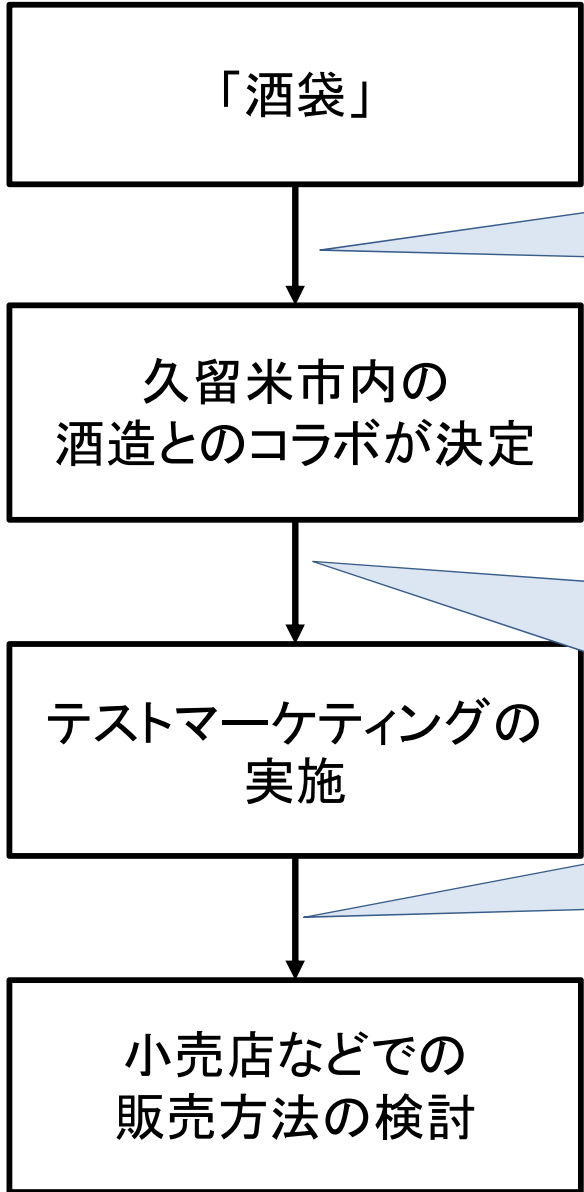 「酒袋」
久留米市内の
酒造とのコラボが決定
テストマーケティングの
実施
小売店などでの
販売方法の検討